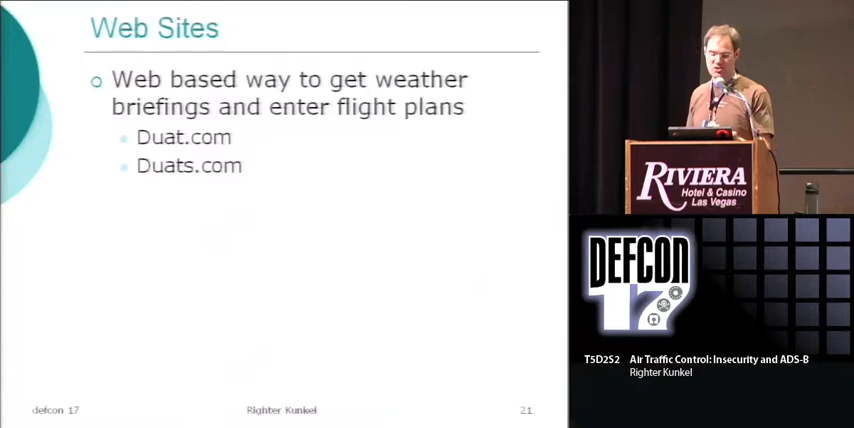 Web Sites
Web based way to get weather
briefings and enter flight plans
Duat.com
Duats.com
defcon 17
Righter Kunkel
21
RIVIERA
Hotel & Casino
Las Vegas
DEFCON
17
T5D2S2 Air Traffic Control: Insecurity and ADS-B
Righter Kunkel